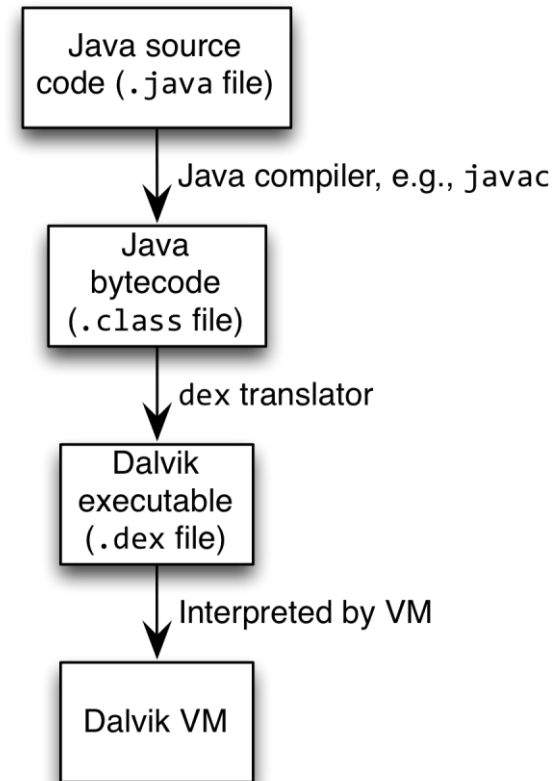 Java source
code (.java file)
Java compiler, e.g., javac
Java
bytecode
(.class file)
dex translator
Dalvik
executable
(.dex file)
Interpreted by VM
Dalvik VM